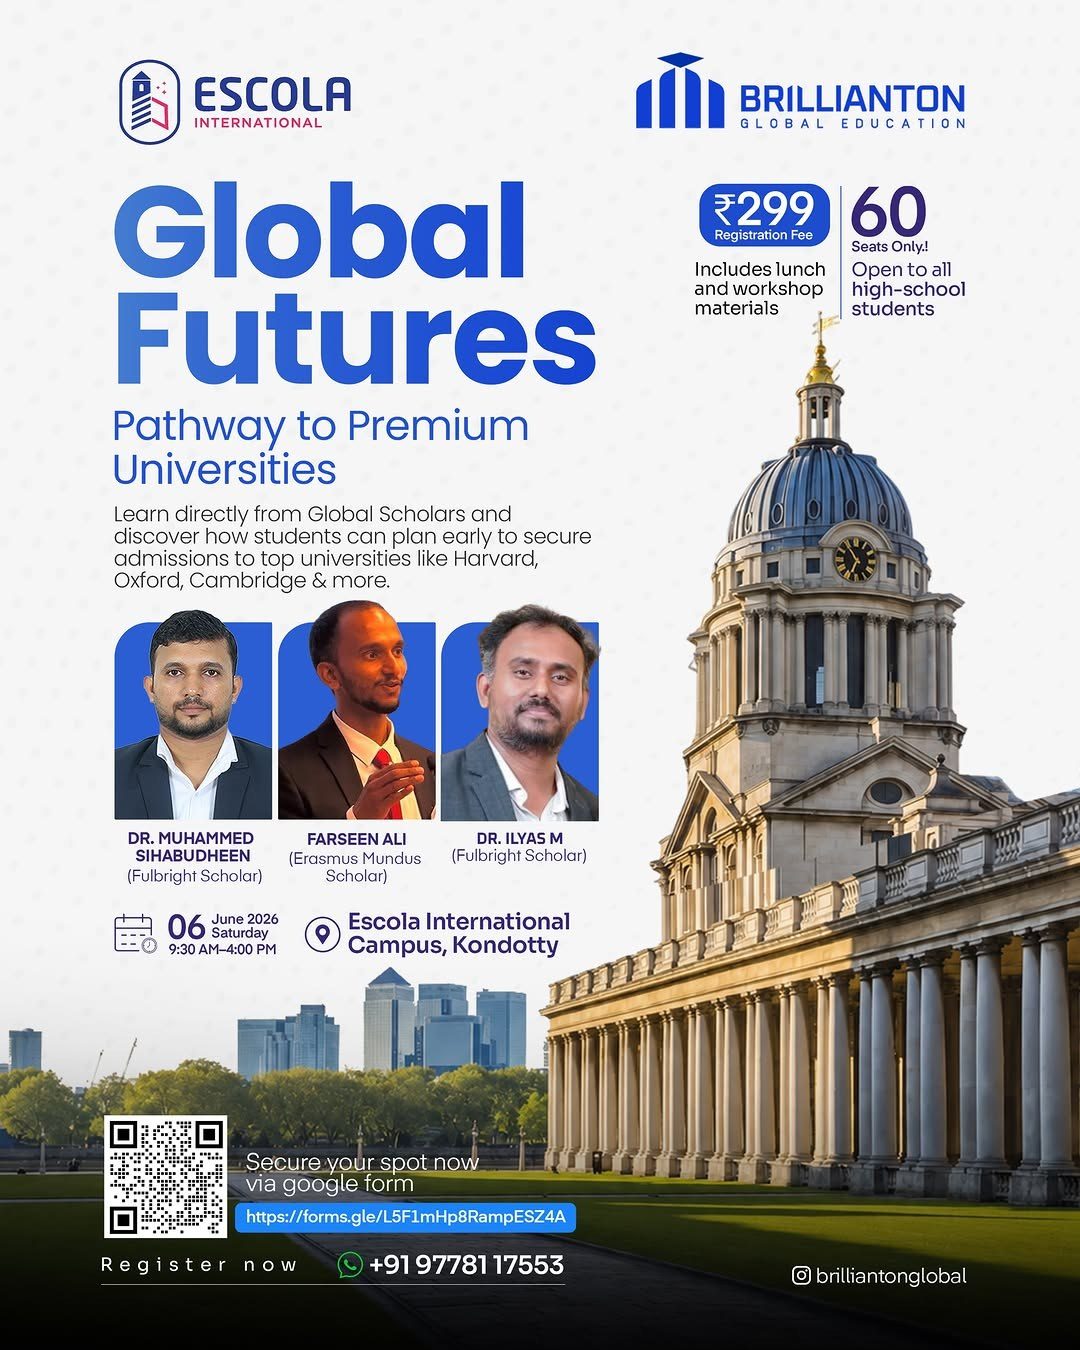 ESCOLA
INTERNATIONAL
BRILLIANTON
GLOBAL EDUCATION
Global
Futures
Pathway to Premium
Universities
Learn directly from Global Scholars and
discover how students can plan early to secure
admissions to top universities like Harvard,
Oxford, Cambridge & more.
₹299
Registration Fee
Includes lunch
and workshop
materials
60
Seats Only.!
Open to all
high-school
students
DR. MUHAMMED
SIHABUDHEEN
(Fulbright Scholar)
FARSEEN ALI
(Erasmus Mundus
Scholar)
DR. ILYAS M
(Fulbright Scholar)
06 June 2026
Saturday
9:30 AM–4:00 PM
Escola International
Campus, Kondotty
Secure your spot now
via google form
https://forms.gle/L5F1mHp8RampESZ4A
Register now
+91 97781 17553
brilliantonglobal